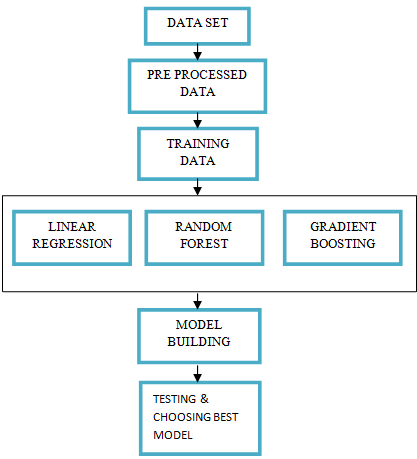 DATA SET
PRE PROCESSED
DATA
TRAINING
DATA
LINEAR
REGRESSION
RANDOM
FOREST
GRADIENT
BOOSTING
MODEL
BUILDING
TESTING &
CHOOSING BEST
MODEL